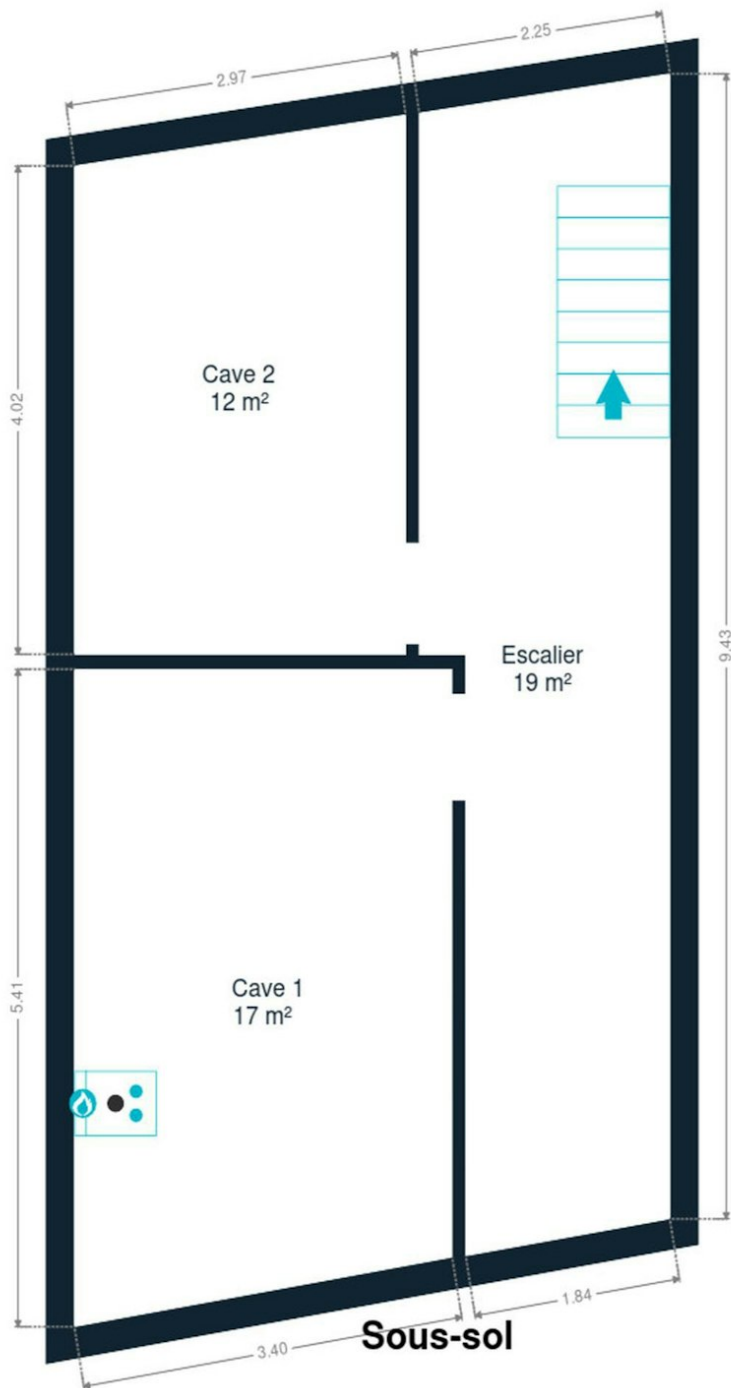 2.25
2.97
4.02
Cave 2
12 m²
9.43
Escalier
19 m²
5.41
Cave 1
17 m²
1.84
3.40
Sous-sol